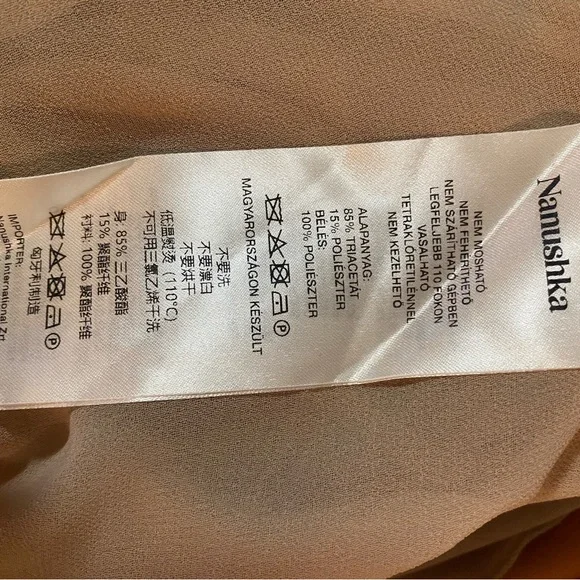 Nanushka
NEM MOSHATÓ
NEM FEHÉRÍTHETŐ
NEM SZÁRÍTHATÓ GÉPBEN
LEGFELJEBB 110 FOKON
VASALHATÓ
TETRAKLÓRETILÉNNEL
NEM KEZELHETŐ
ALAPANYAG:
85% TRIACETÁT
15% POLIÉSZTER
BÉLÉS:
100% POLIÉSZTER
P
MAGYARORSZÁGON KÉSZÜLT
不要洗
不要漂白
不要烘干
低温熨烫 (110°C)
不可用三氯乙烯干洗
身: 85% 三乙酸酯
15% 聚酯纤维
衬料: 100% 聚酯纤维
P
匈牙利制造
IMPORTER:
Nanushka International Zrt